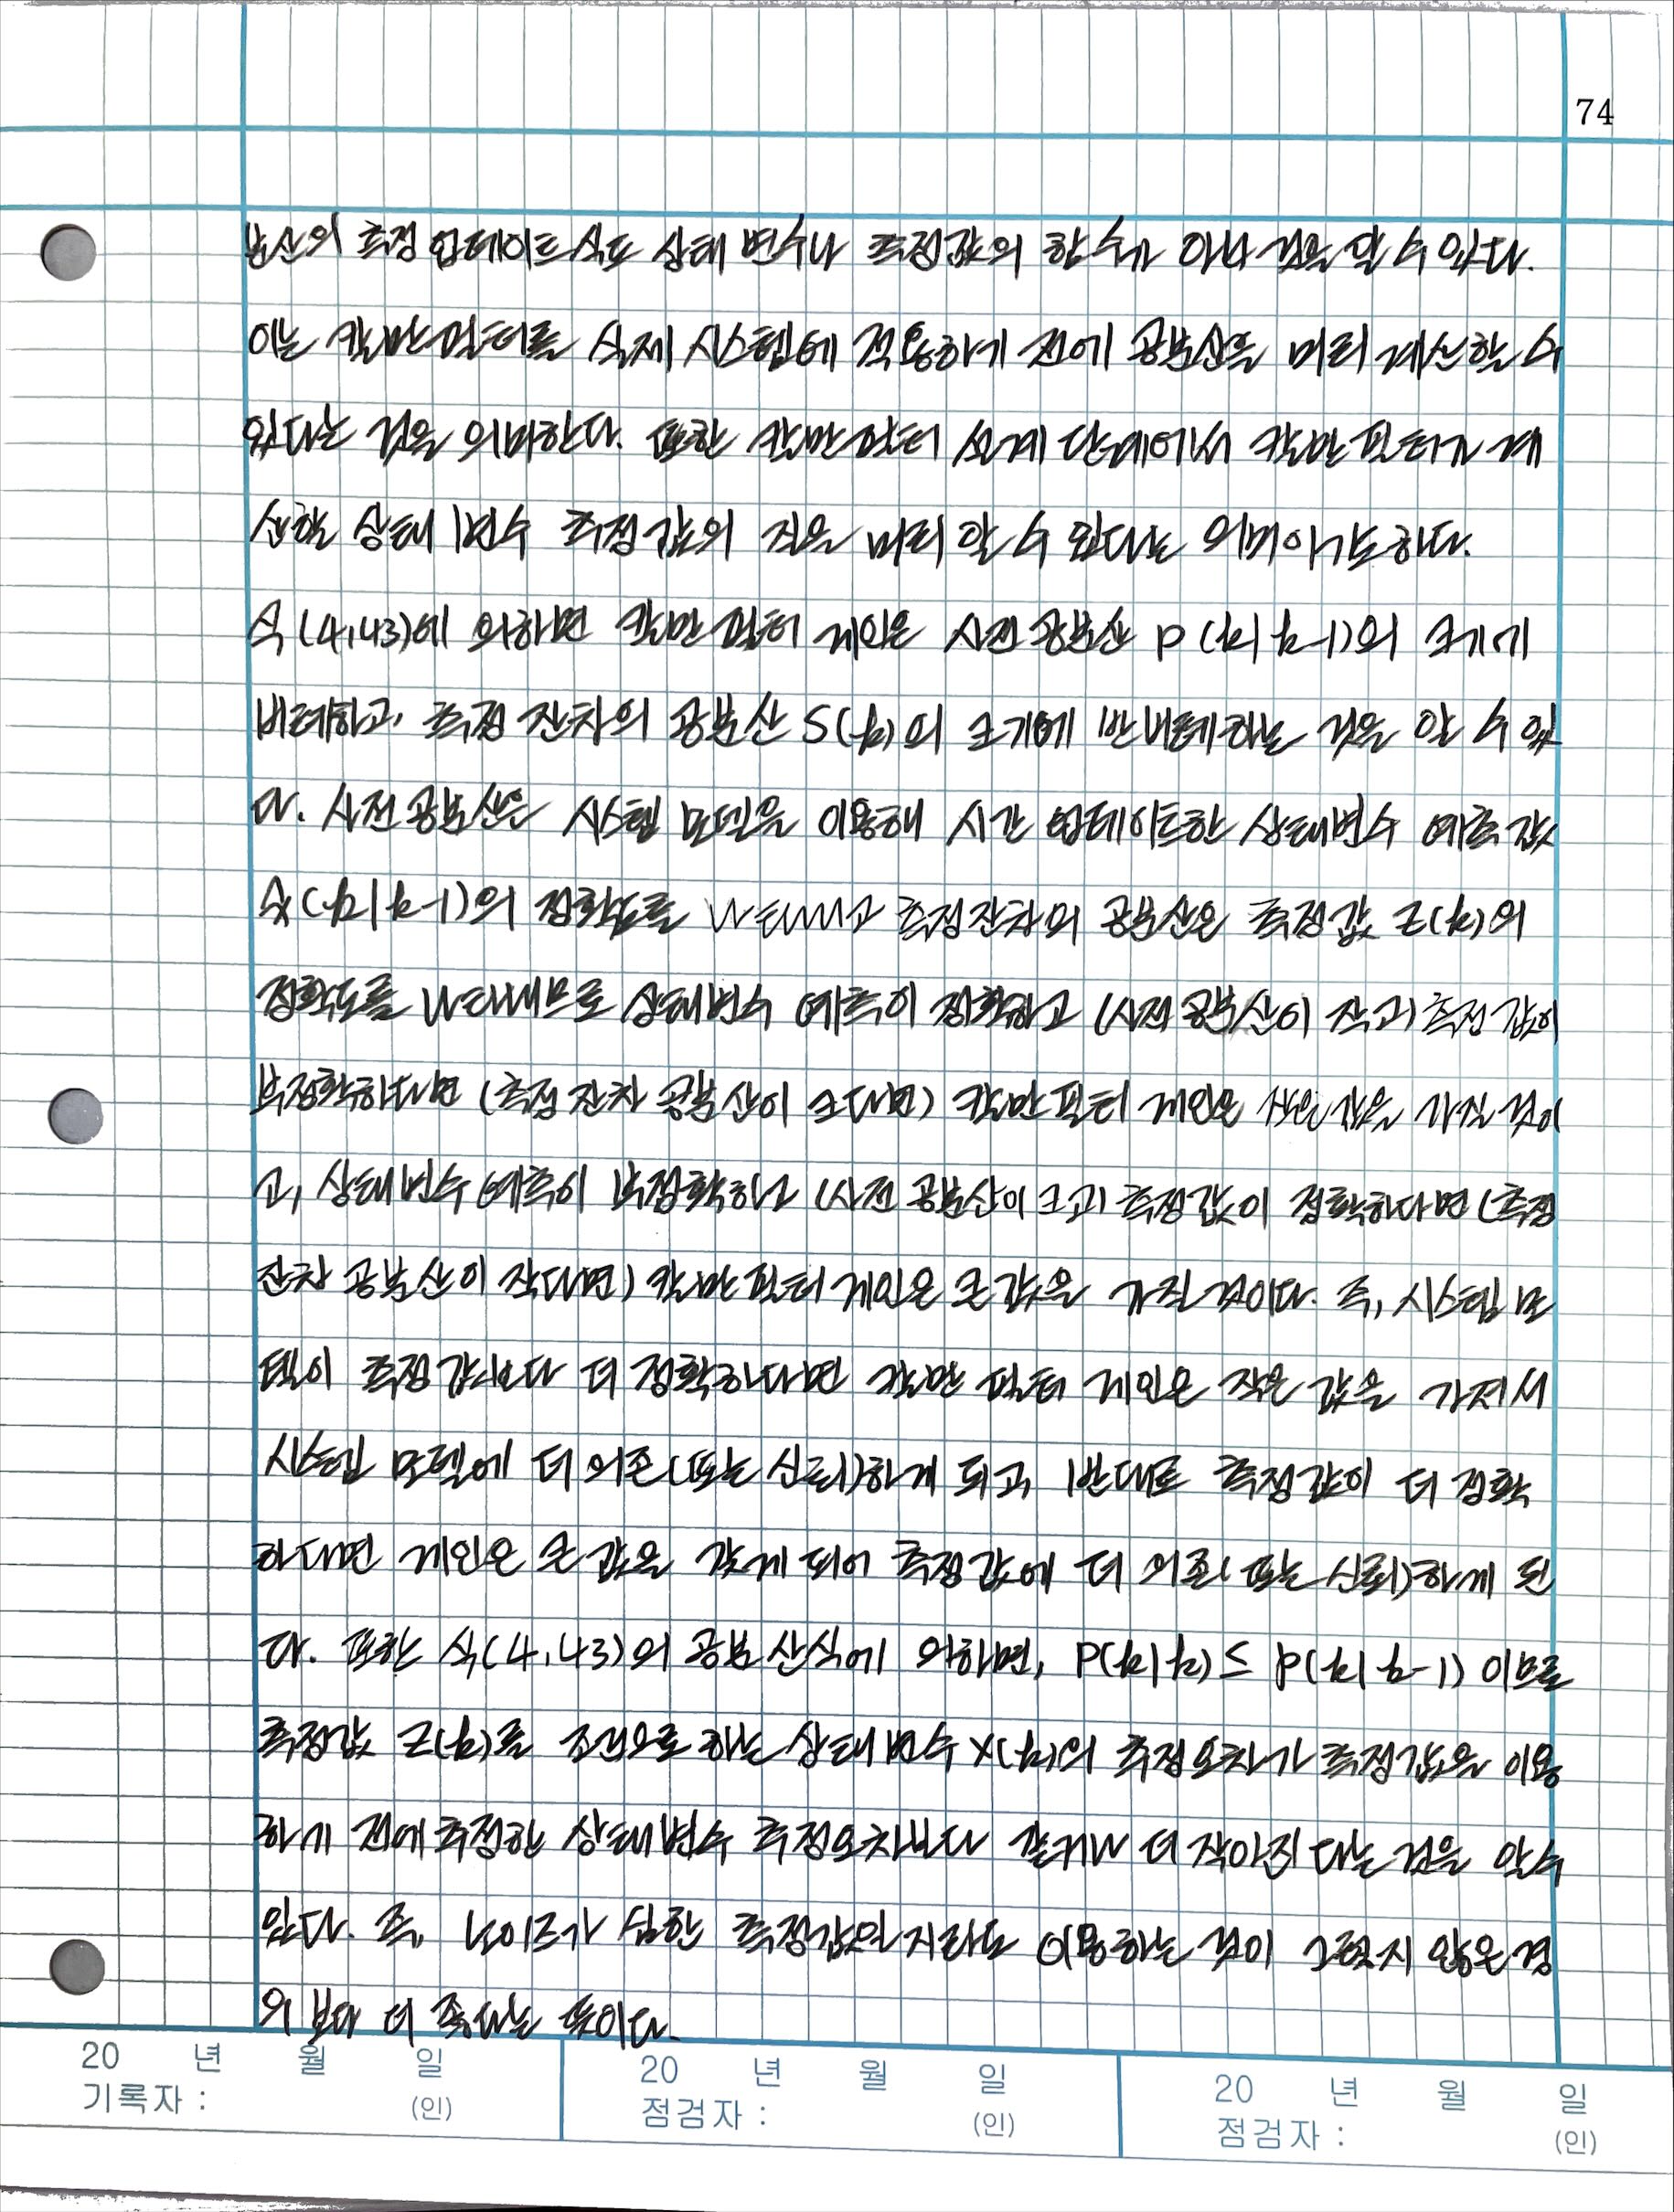 74
분산의 측정 업데이트식도 상태 변수나 측정값의 함수가 아닌 것을 알 수 있다.
이는 칼만 필터를 실제 시스템에 적용하기 전에 공분산을 미리 계산할 수
있다는 것을 의미한다. 또한 칼만 필터 설계 단계에서 칼만 필터가 계
산할 상태 변수 추정값의 질을 미리 알 수 있다는 의미이기도하다.
식(4.43)에 의하면 칼만 필터 게인은 사전 공분산 P(k|k-1)의 크기에
비례하고, 측정 잔차의 공분산 S(k)의 크기에 반비례하는 것을 알 수 있
다. 사전 공분산은 시스템 모델을 이용해 시간 업데이트한 상태변수 예측 값
x̂(k|k-1)의 정확도를 나타내고 측정잔차의 공분산은 측정값 z(k)의
정확도를 나타내므로 상태변수 예측이 정확하고 (사전 공분산이 작고) 측정 값이
부정확하다면 (측정 잔차 공분산이 크다면) 칼만 필터 게인은 작은 값을 가질 것이
고, 상태 변수 예측이 부정확하고 (사전 공분산이 크고) 측정값이 정확하다면 (측정
잔차 공분산이 작다면) 칼만 필터 게인은 큰 값을 가질 것이다. 즉, 시스템 모
델이 측정 값보다 더 정확하다면 칼만 필터 게인은 작은 값을 가져서
시스템 모델에 더 의존(또는 신뢰)하게 되고, 반대로 측정값이 더 정확
하다면 게인은 큰 값을 갖게 되어 측정값에 더 의존(또는 신뢰)하게 된
다. 또한 식(4.43)의 공분산식에 의하면, P(k|k) ≤ P(k|k-1) 이므로
측정값 z(k)를 조건으로 하는 상태 변수 x(k)의 추정오차가 측정값을 이용
하기 전에 추정한 상태변수 추정오차보다 같거나 더 작아진다는 것을 알수
있다. 즉, 노이즈가 심한 측정값일지라도 이용하는 것이 그렇지 않은 경
우 보다 더 좋다는 뜻이다.
20 년 월 일
기록자 : (인)
20 년 월 일
점검자 : (인)
20 년 월 일
점검자 : (인)